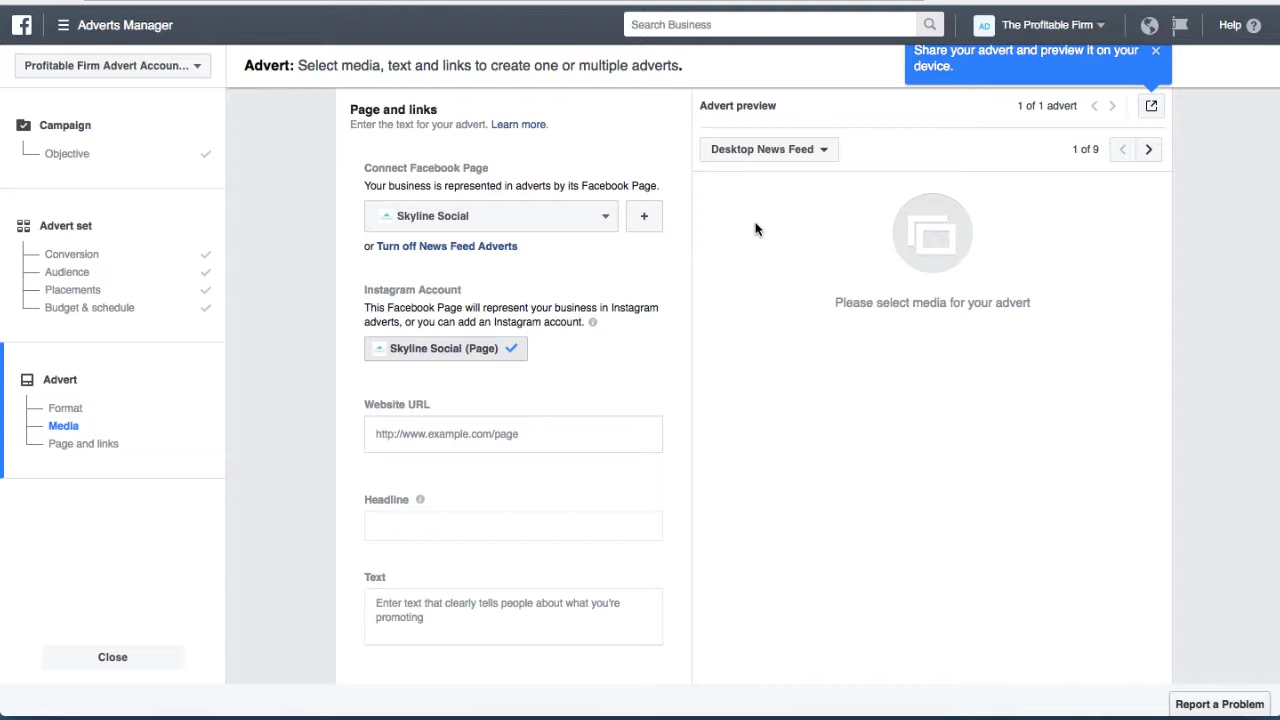 Adverts Manager
Search Business
AD
The Profitable Firm
Help
Profitable Firm Advert Accoun...
Advert: Select media, text and links to create one or multiple adverts.
Share your advert and preview it on your
device.
Campaign
Objective
Advert set
Conversion
Audience
Placements
Budget & schedule
Advert
Format
Media
Page and links
Close
Page and links
Enter the text for your advert. Learn more.
Connect Facebook Page
Your business is represented in adverts by its Facebook Page.
Skyline Social
+
or Turn off News Feed Adverts
Instagram Account
This Facebook Page will represent your business in Instagram
adverts, or you can add an Instagram account.
Skyline Social (Page)
Website URL
http://www.example.com/page
Headline
Text
Enter text that clearly tells people about what you're
promoting
Advert preview
1 of 1 advert
Desktop News Feed
1 of 9
Please select media for your advert
Report a Problem